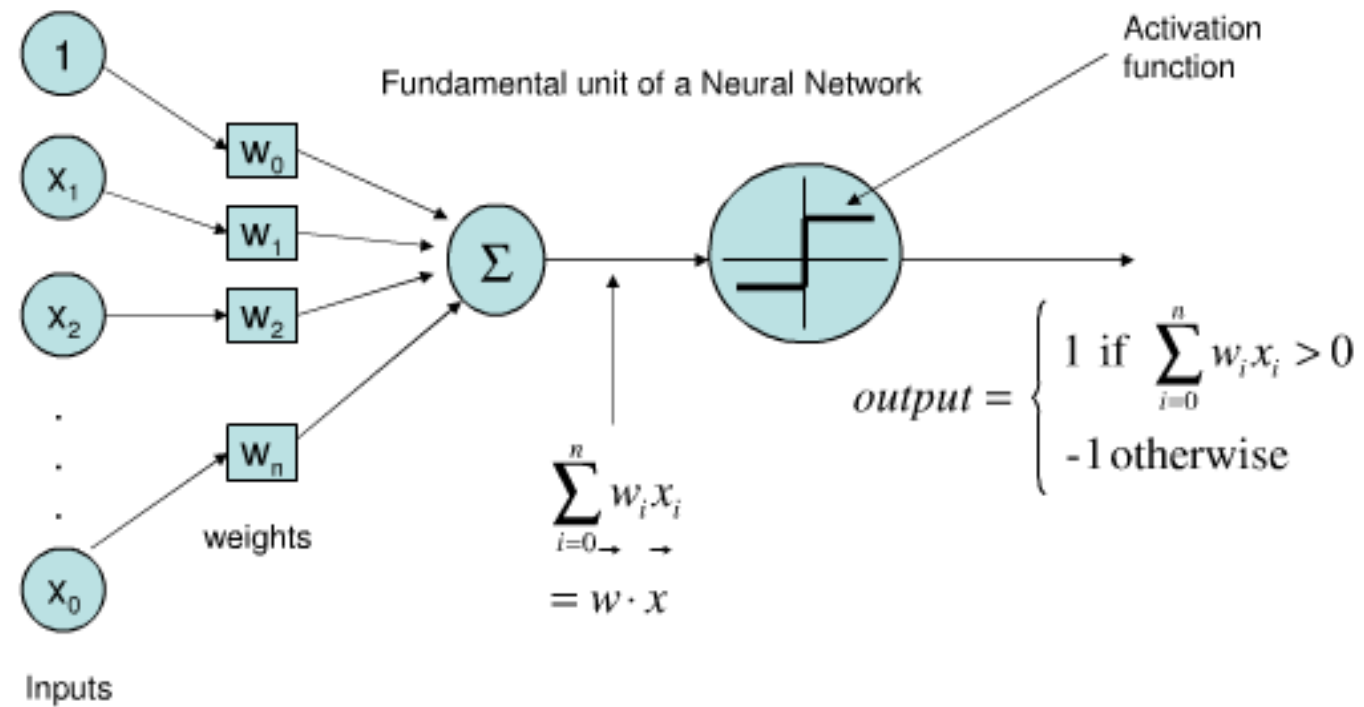 Activation
function
Fundamental unit of a Neural Network
1
x₁
x₂
.
.
.
x₀
Inputs
w₀
w₁
w₂
wₙ
weights
Σ
n
∑ wᵢxᵢ
i=0
= w⃗ · x⃗
output = { 1 if ∑ᵢ₌₀ⁿ wᵢxᵢ > 0
-1 otherwise